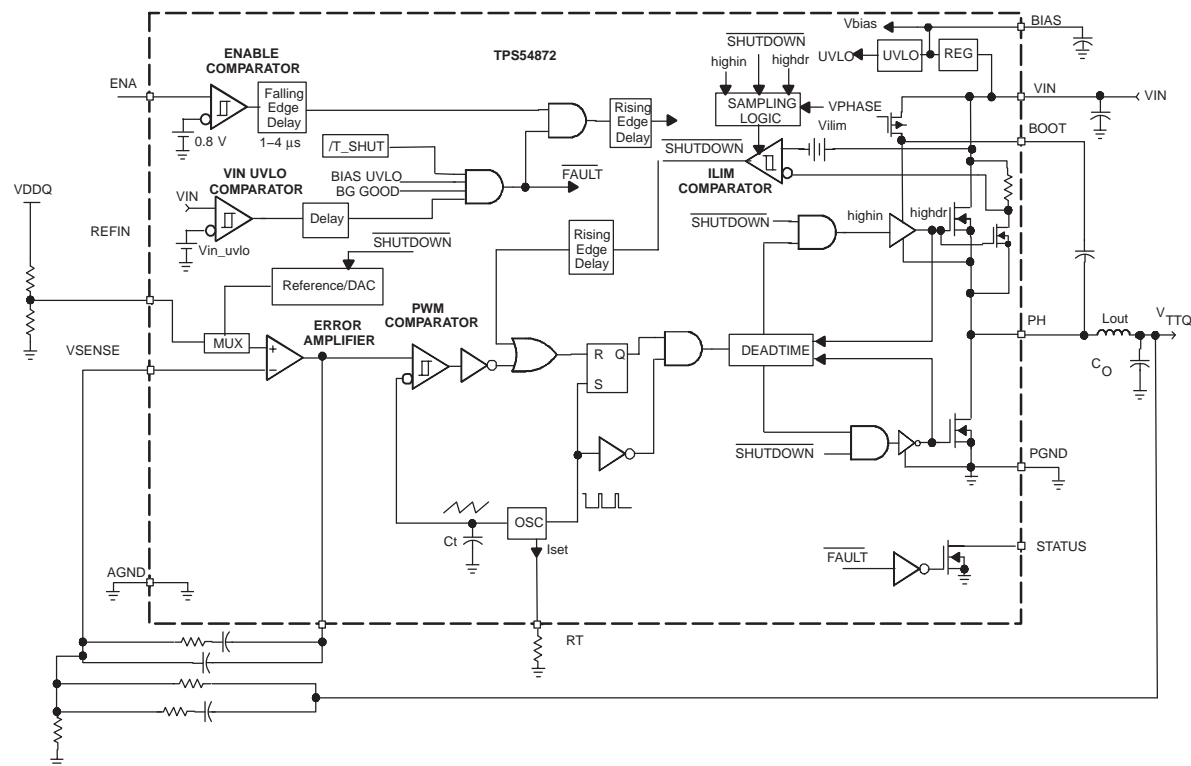 Vbias
BIAS
ENABLE
COMPARATOR
TPS54872
SHUTDOWN
UVLO
UVLO
REG
highin
highdr
ENA
Falling
Edge
Delay
SAMPLING
LOGIC
VPHASE
VIN
VIN
Rising
Edge
Delay
0.8 V
1–4 μs
Vilim
BOOT
/T_SHUT
SHUTDOWN
ILIM
COMPARATOR
VIN UVLO
COMPARATOR
BIAS UVLO
BG GOOD
FAULT
VDDQ
VIN
Delay
SHUTDOWN
highin
highdr
REFIN
Vin_uvlo
SHUTDOWN
Rising
Edge
Delay
Reference/DAC
PWM
COMPARATOR
ERROR
AMPLIFIER
MUX
PH
Lout
VTTQ
VSENSE
+
−
R Q
S
DEADTIME
CO
SHUTDOWN
PGND
OSC
Ct
Iset
FAULT
STATUS
AGND
RT